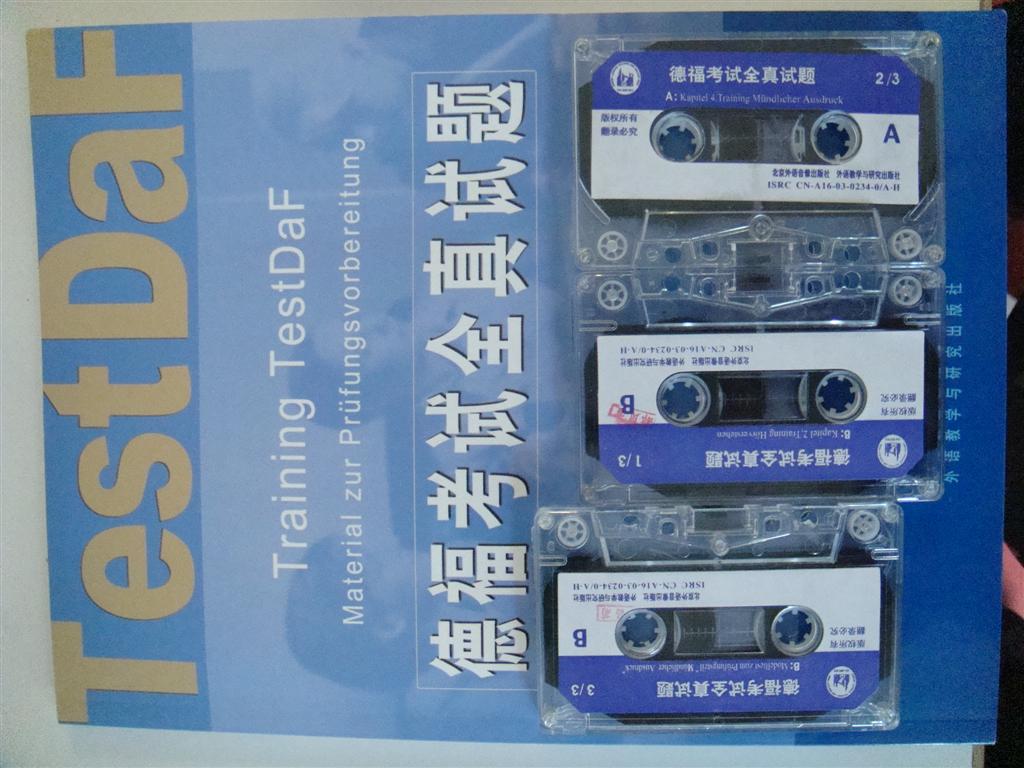 TestDaF
Training TestDaF
Material zur Prüfungsvorbereitung
德福考试全真试题
外语教学与研究出版社
德福考试全真试题 2/3
A: Kapitel 4 Training Mündlicher Ausdruck
版权所有
翻录必究
A
北京外语音像出版社 外语教学与研究出版社
ISRC CN-A16-03-0234-0/A·H
德福考试全真试题 1/3
B: Kapitel 2 Training Hörverstehen
版权所有
翻录必究
B
北京外语音像出版社 外语教学与研究出版社
ISRC CN-A16-03-0234-0/A·H
德福考试全真试题 3/3
B: Modelltest zum Prüfungsteil "Mündlicher Ausdruck"
版权所有
翻录必究
B
北京外语音像出版社 外语教学与研究出版社
ISRC CN-A16-03-0234-0/A·H